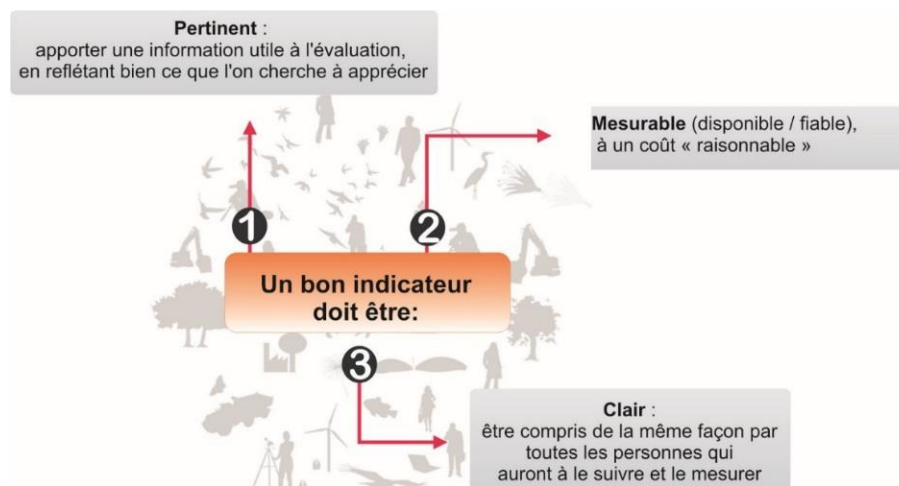 Pertinent :
apporter une information utile à l'évaluation,
en reflétant bien ce que l'on cherche à apprécier
Mesurable (disponible / fiable),
à un coût « raisonnable »
1
2
Un bon indicateur
doit être:
3
Clair :
être compris de la même façon par
toutes les personnes qui
auront à le suivre et le mesurer